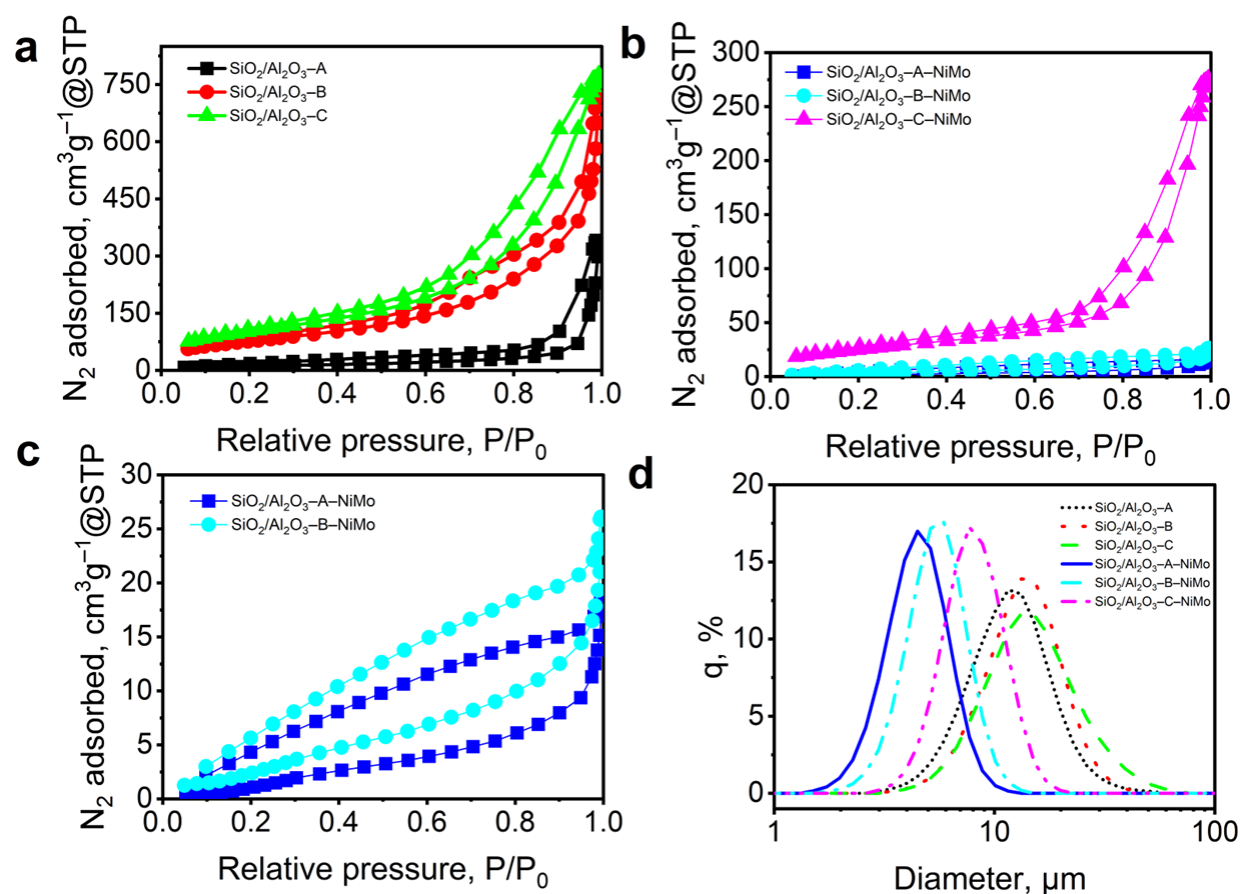 a
N₂ adsorbed, cm³g⁻¹@STP
750
600
450
300
150
0
SiO₂/Al₂O₃–A
SiO₂/Al₂O₃–B
SiO₂/Al₂O₃–C
0.0 0.2 0.4 0.6 0.8 1.0
Relative pressure, P/P₀
b
N₂ adsorbed, cm³g⁻¹@STP
300
250
200
150
100
50
0
SiO₂/Al₂O₃–A–NiMo
SiO₂/Al₂O₃–B–NiMo
SiO₂/Al₂O₃–C–NiMo
0.0 0.2 0.4 0.6 0.8 1.0
Relative pressure, P/P₀
c
N₂ adsorbed, cm³g⁻¹@STP
30
25
20
15
10
5
0
SiO₂/Al₂O₃–A–NiMo
SiO₂/Al₂O₃–B–NiMo
0.0 0.2 0.4 0.6 0.8 1.0
Relative pressure, P/P₀
d
q, %
20
15
10
5
0
SiO₂/Al₂O₃–A
SiO₂/Al₂O₃–B
SiO₂/Al₂O₃–C
SiO₂/Al₂O₃–A–NiMo
SiO₂/Al₂O₃–B–NiMo
SiO₂/Al₂O₃–C–NiMo
1 10 100
Diameter, µm